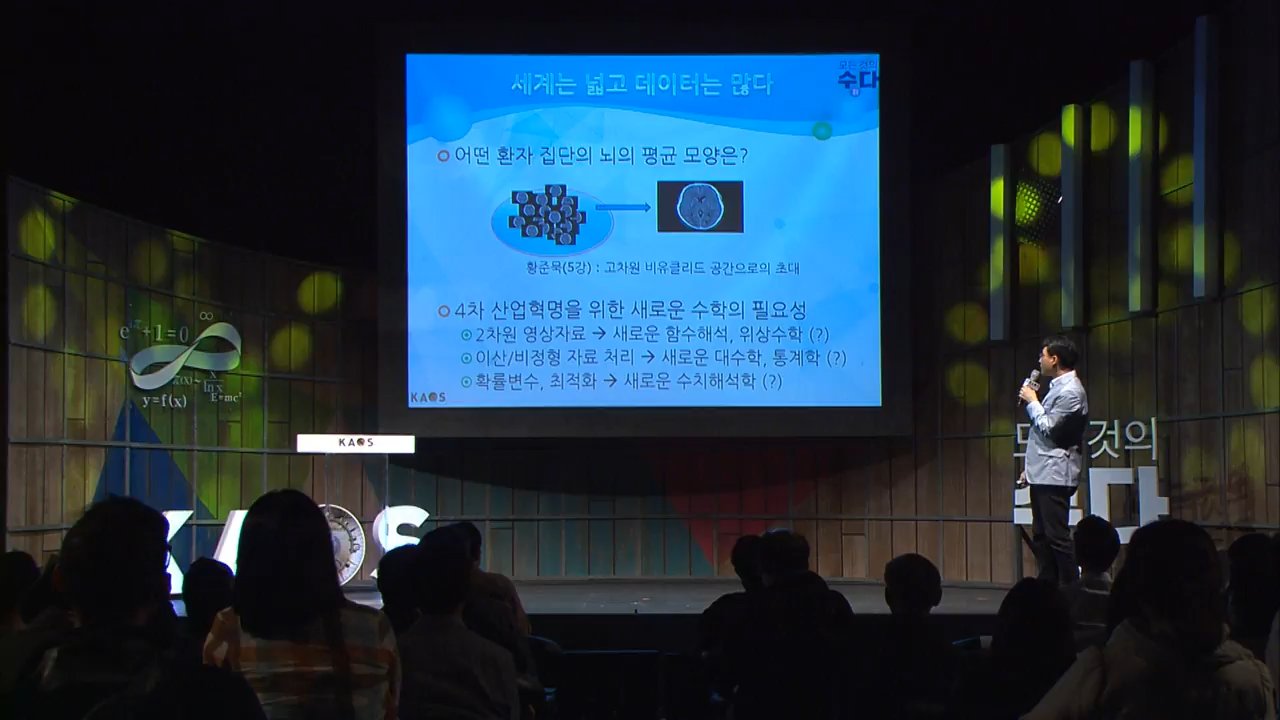 세계는 넓고 데이터는 많다
모든 것의
수다
어떤 환자 집단의 뇌의 평균 모양은?
황준묵(5강) : 고차원 비유클리드 공간으로의 초대
4차 산업혁명을 위한 새로운 수학의 필요성
2차원 영상자료 → 새로운 함수해석, 위상수학 (?)
이산/비정형 자료 처리 → 새로운 대수학, 통계학 (?)
확률변수, 최적화 → 새로운 수치해석학 (?)
KAOS
∞
y=f(x)
E=mc²
KAOS
KAOS
것의
다